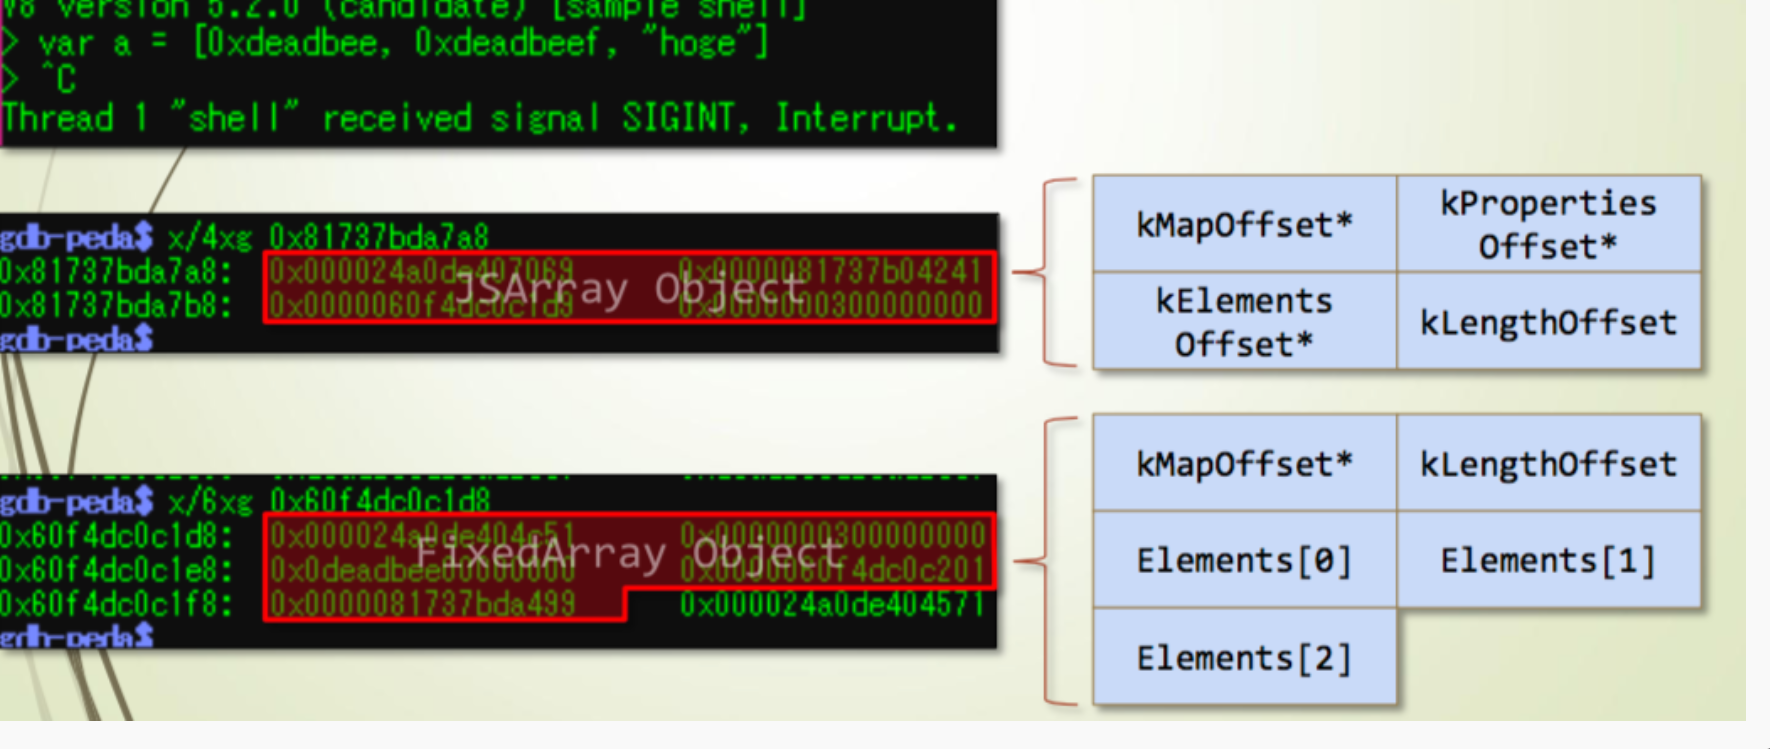 V8 version 5.2.0 (candidate) [sample shell]
> var a = [0xdeadbee, 0xdeadbeef, "hoge"]
> ^C
Thread 1 "shell" received signal SIGINT, Interrupt.
gdb-peda$ x/4xg 0x81737bda7a8
0x81737bda7a8: 0x000024a0de407069 0x0000081737b04241
0x81737bda7b8: 0x0000060f4dc0c1d9 0x0000000300000000
JSArray Object
gdb-peda$
kMapOffset*
kProperties
Offset*
kElements
Offset*
kLengthOffset
gdb-peda$ x/6xg 0x60f4dc0c1d8
0x60f4dc0c1d8: 0x000024a0de404c51 0x0000000300000000
0x60f4dc0c1e8: 0x0deadbee00000000 0x0000060f4dc0c201
0x60f4dc0c1f8: 0x0000081737bda499 0x000024a0de404571
FixedArray Object
gdb-peda$
kMapOffset*
kLengthOffset
Elements[0]
Elements[1]
Elements[2]